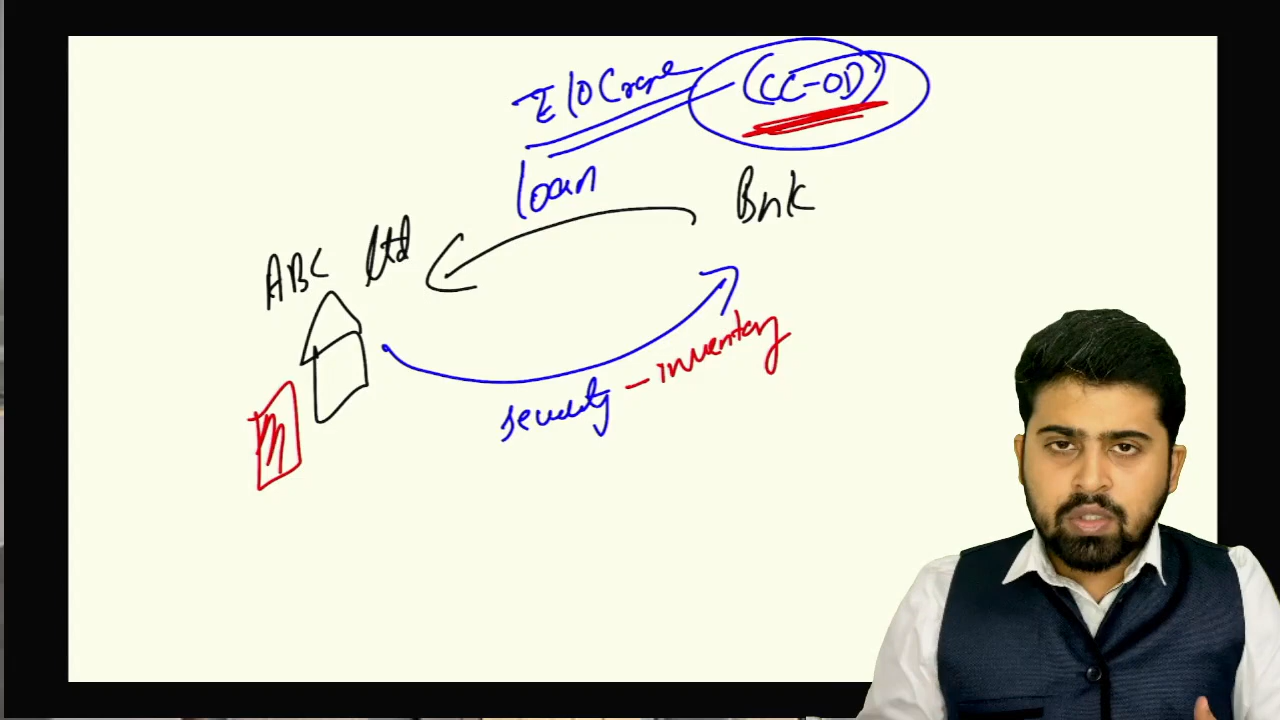 ₹10 Crore (CC-OD)
loan
Bnk
ABC Ltd
security - inventory